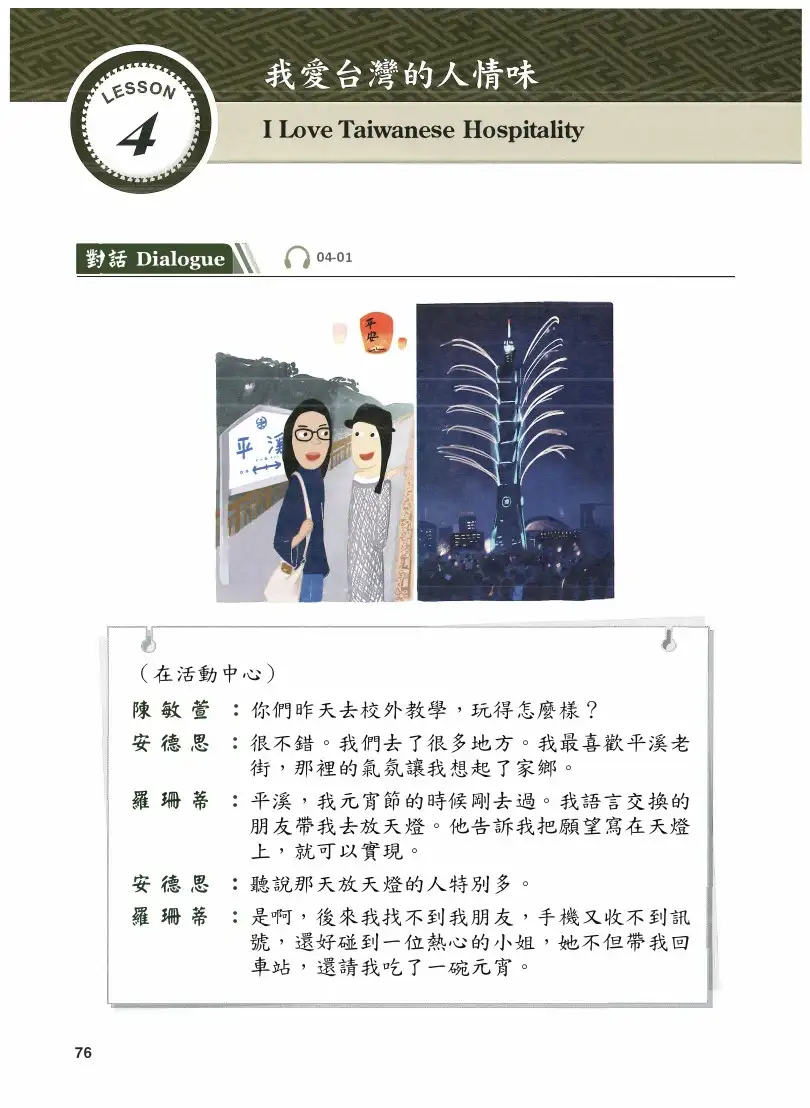 LESSON
4
我愛台灣的人情味
I Love Taiwanese Hospitality
對話 Dialogue
04-01
平安
平溪
（在活動中心）
陳敏萱：你們昨天去校外教學，玩得怎麼樣？
安德思：很不錯。我們去了很多地方。我最喜歡平溪老
街，那裡的氣氛讓我想起了家鄉。
羅珊蒂：平溪，我元宵節的時候剛去過。我語言交換的
朋友帶我去放天燈。他告訴我把願望寫在天燈
上，就可以實現。
安德思：聽說那天放天燈的人特別多。
羅珊蒂：是啊，後來我找不到我朋友，手機又收不到訊
號，還好碰到一位熱心的小姐，她不但帶我回
車站，還請我吃了一碗元宵。
76